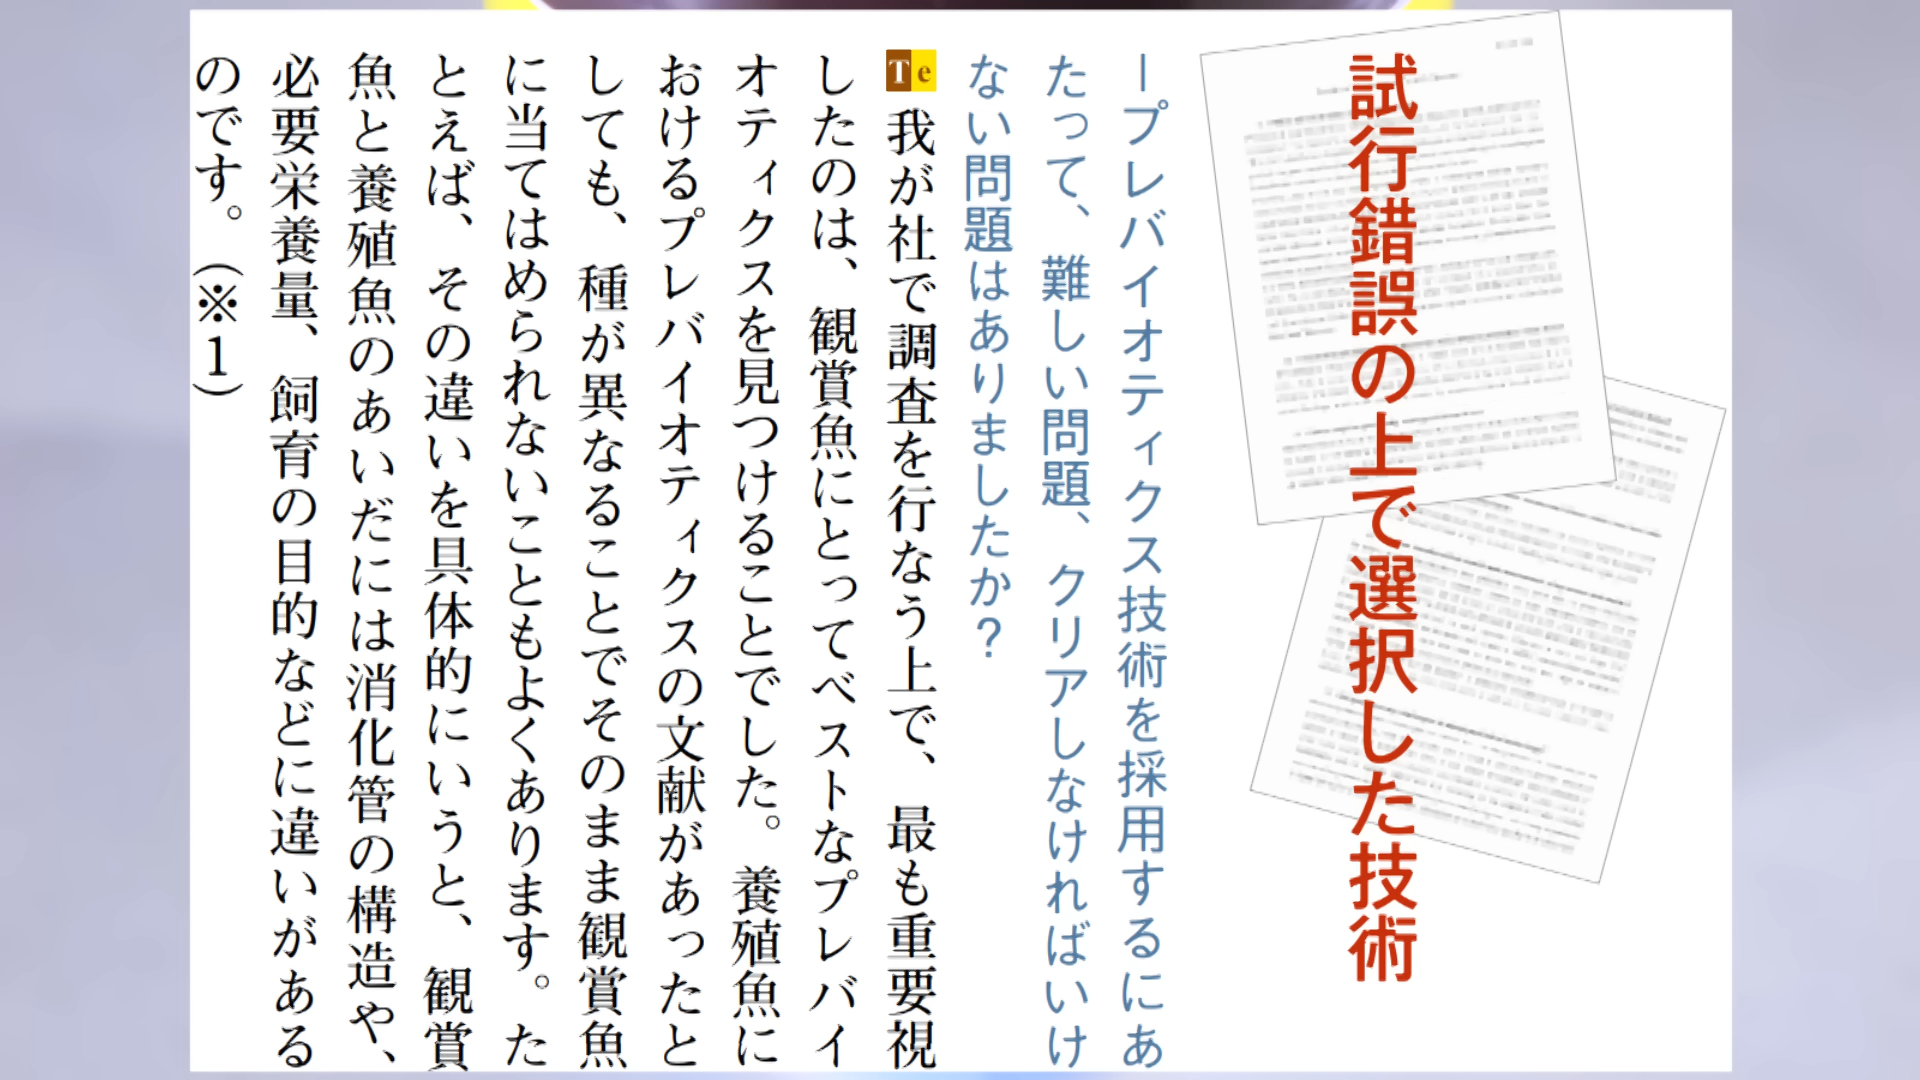 試行錯誤の上で選択した技術
ープレバイオティクス技術を採用するにあ
たって、難しい問題、クリアしなければいけ
ない問題はありましたか?
Te 我が社で調査を行なう上で、最も重要視
したのは、観賞魚にとってベストなプレバイ
オティクスを見つけることでした。養殖魚に
おけるプレバイオティクスの文献があったと
しても、種が異なることでそのまま観賞魚
に当てはめられないこともよくあります。た
とえば、その違いを具体的にいうと、観賞
魚と養殖魚のあいだには消化管の構造や、
必要栄養量、飼育の目的などに違いがある
のです。(※1)